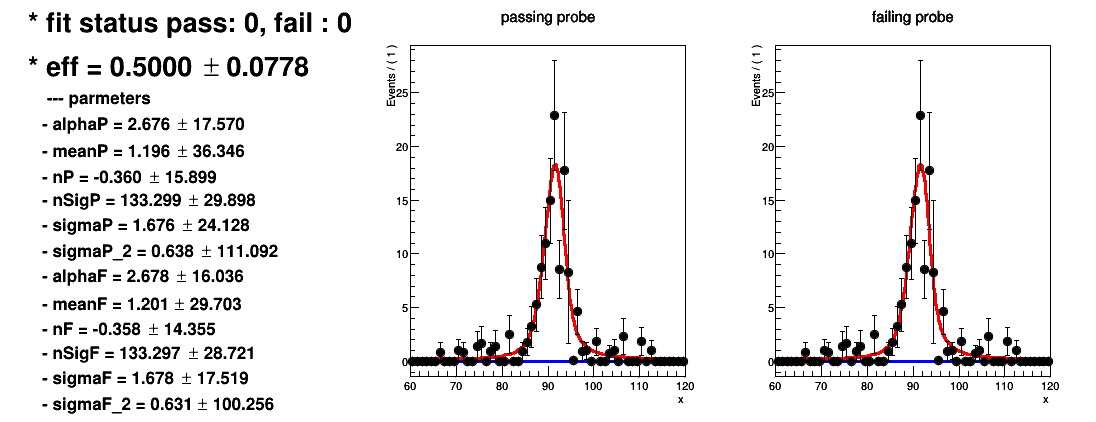 * fit status pass: 0, fail : 0
* eff = 0.5000 ± 0.0778
--- parmeters
- alphaP = 2.676 ± 17.570
- meanP = 1.196 ± 36.346
- nP = -0.360 ± 15.899
- nSigP = 133.299 ± 29.898
- sigmaP = 1.676 ± 24.128
- sigmaP_2 = 0.638 ± 111.092
- alphaF = 2.678 ± 16.036
- meanF = 1.201 ± 29.703
- nF = -0.358 ± 14.355
- nSigF = 133.297 ± 28.721
- sigmaF = 1.678 ± 17.519
- sigmaF_2 = 0.631 ± 100.256
passing probe
Events / ( 1 )
25
20
15
10
5
0
60 70 80 90 100 110 120
x
failing probe
Events / ( 1 )
25
20
15
10
5
0
60 70 80 90 100 110 120
x